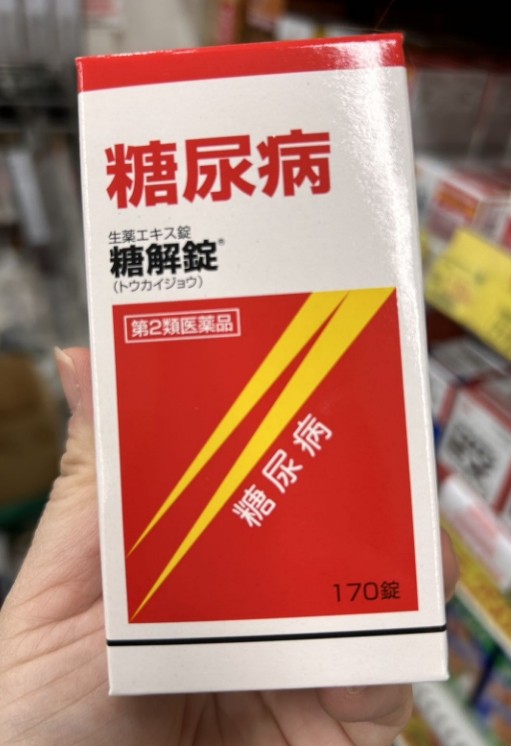 糖尿病
生薬エキス錠
糖解錠®
(トウカイジョウ)
第2類医薬品
糖尿病
170錠